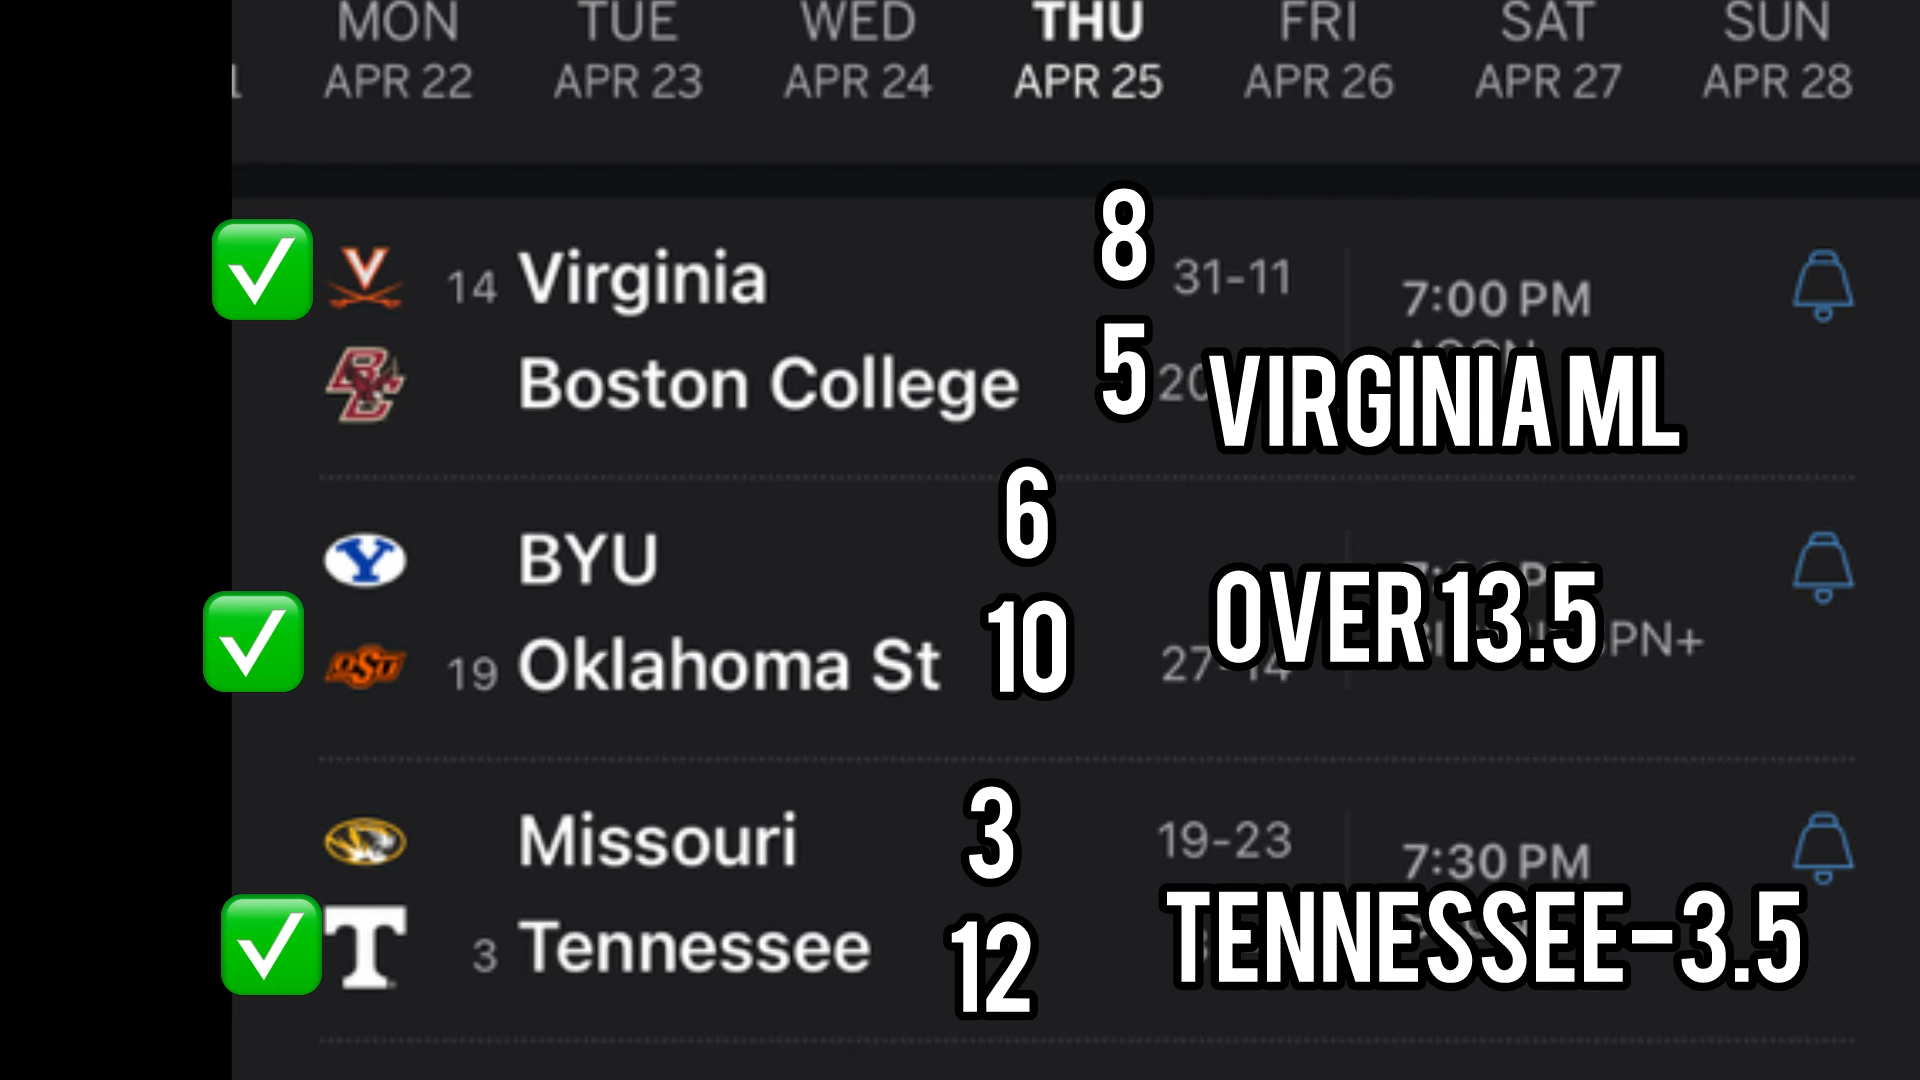 MON TUE WED THU FRI SAT SUN
APR 22 APR 23 APR 24 APR 25 APR 26 APR 27 APR 28
8
14 Virginia 31-11 7:00 PM
Boston College 5 20
VIRGINIA ML
6
BYU
OVER 13.5
19 Oklahoma St 10 27-14 PN+
3
Missouri 19-23 7:30 PM
3 Tennessee 12
TENNESSEE -3.5